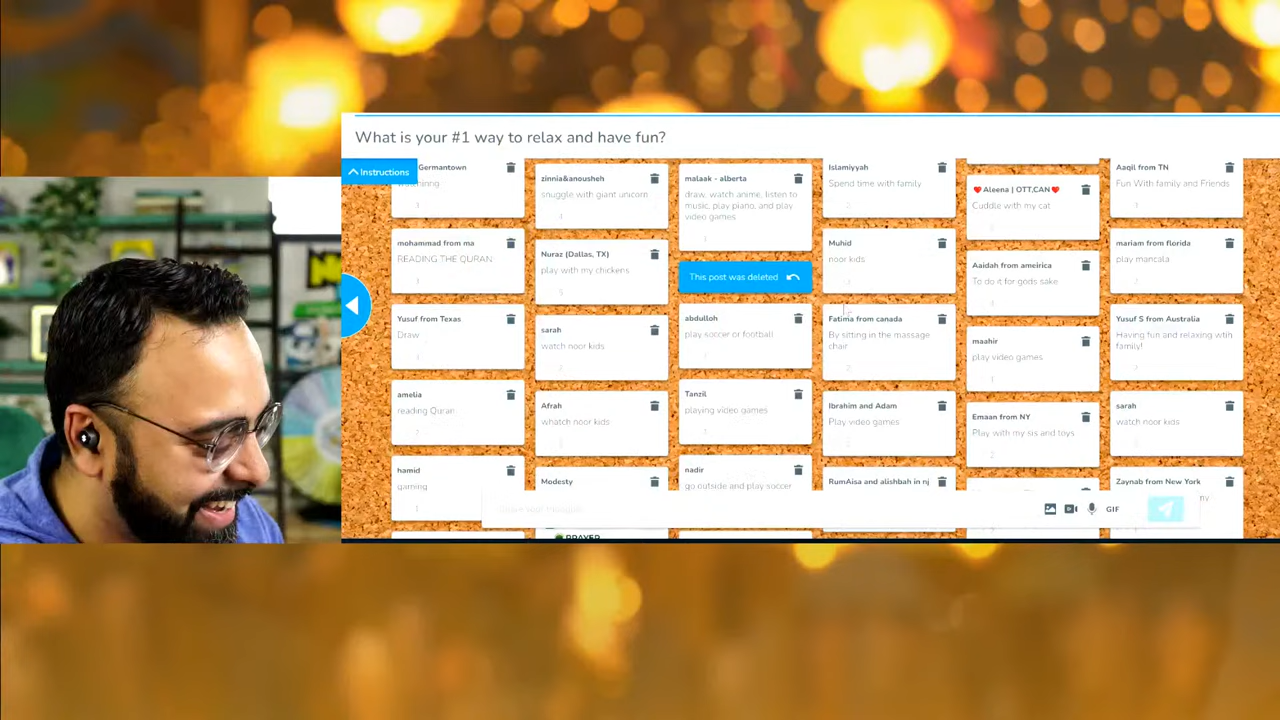 What is your #1 way to relax and have fun?
Instructions
Germantown
mohammad from ma
READING THE QURAN
Yusuf from Texas
Draw
amelia
reading Quran
hamid
gaming
zinnia&anousheh
snuggle with giant unicorn
4
Nuraz (Dallas, TX)
play with my chickens
5
sarah
watch noor kids
Afrah
whatch noor kids
Modesty
PRAYER
malaak - alberta
draw, watch anime, listen to
music, play piano, and play
video games
This post was deleted
abdulloh
play soccer or football
Tanzil
playing video games
nadir
go outside and play soccer
Islamiyyah
Spend time with family
Muhid
noor kids
Fatima from canada
By sitting in the massage
chair
Ibrahim and Adam
Play video games
RumAisa and alishbah in nj
Aleena | OTT,CAN
Cuddle with my cat
Aaidah from ameirica
To do it for gods sake
maahir
play video games
Emaan from NY
Play with my sis and toys
Aaqil from TN
Fun With family and Friends
mariam from florida
play mancala
Yusuf S from Australia
Having fun and relaxing with
family!
sarah
watch noor kids
Zaynab from New York
GIF